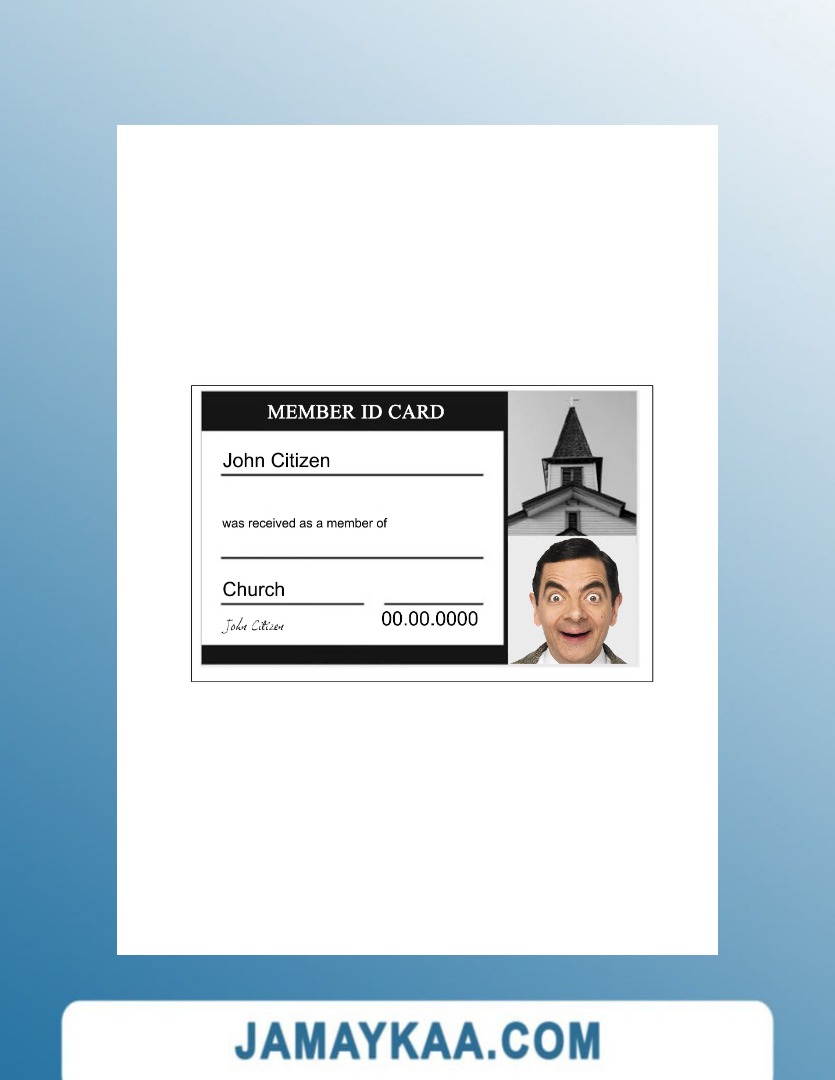 MEMBER ID CARD
John Citizen
was received as a member of
Church
John Citizen
00.00.0000
JAMAYKAA.COM